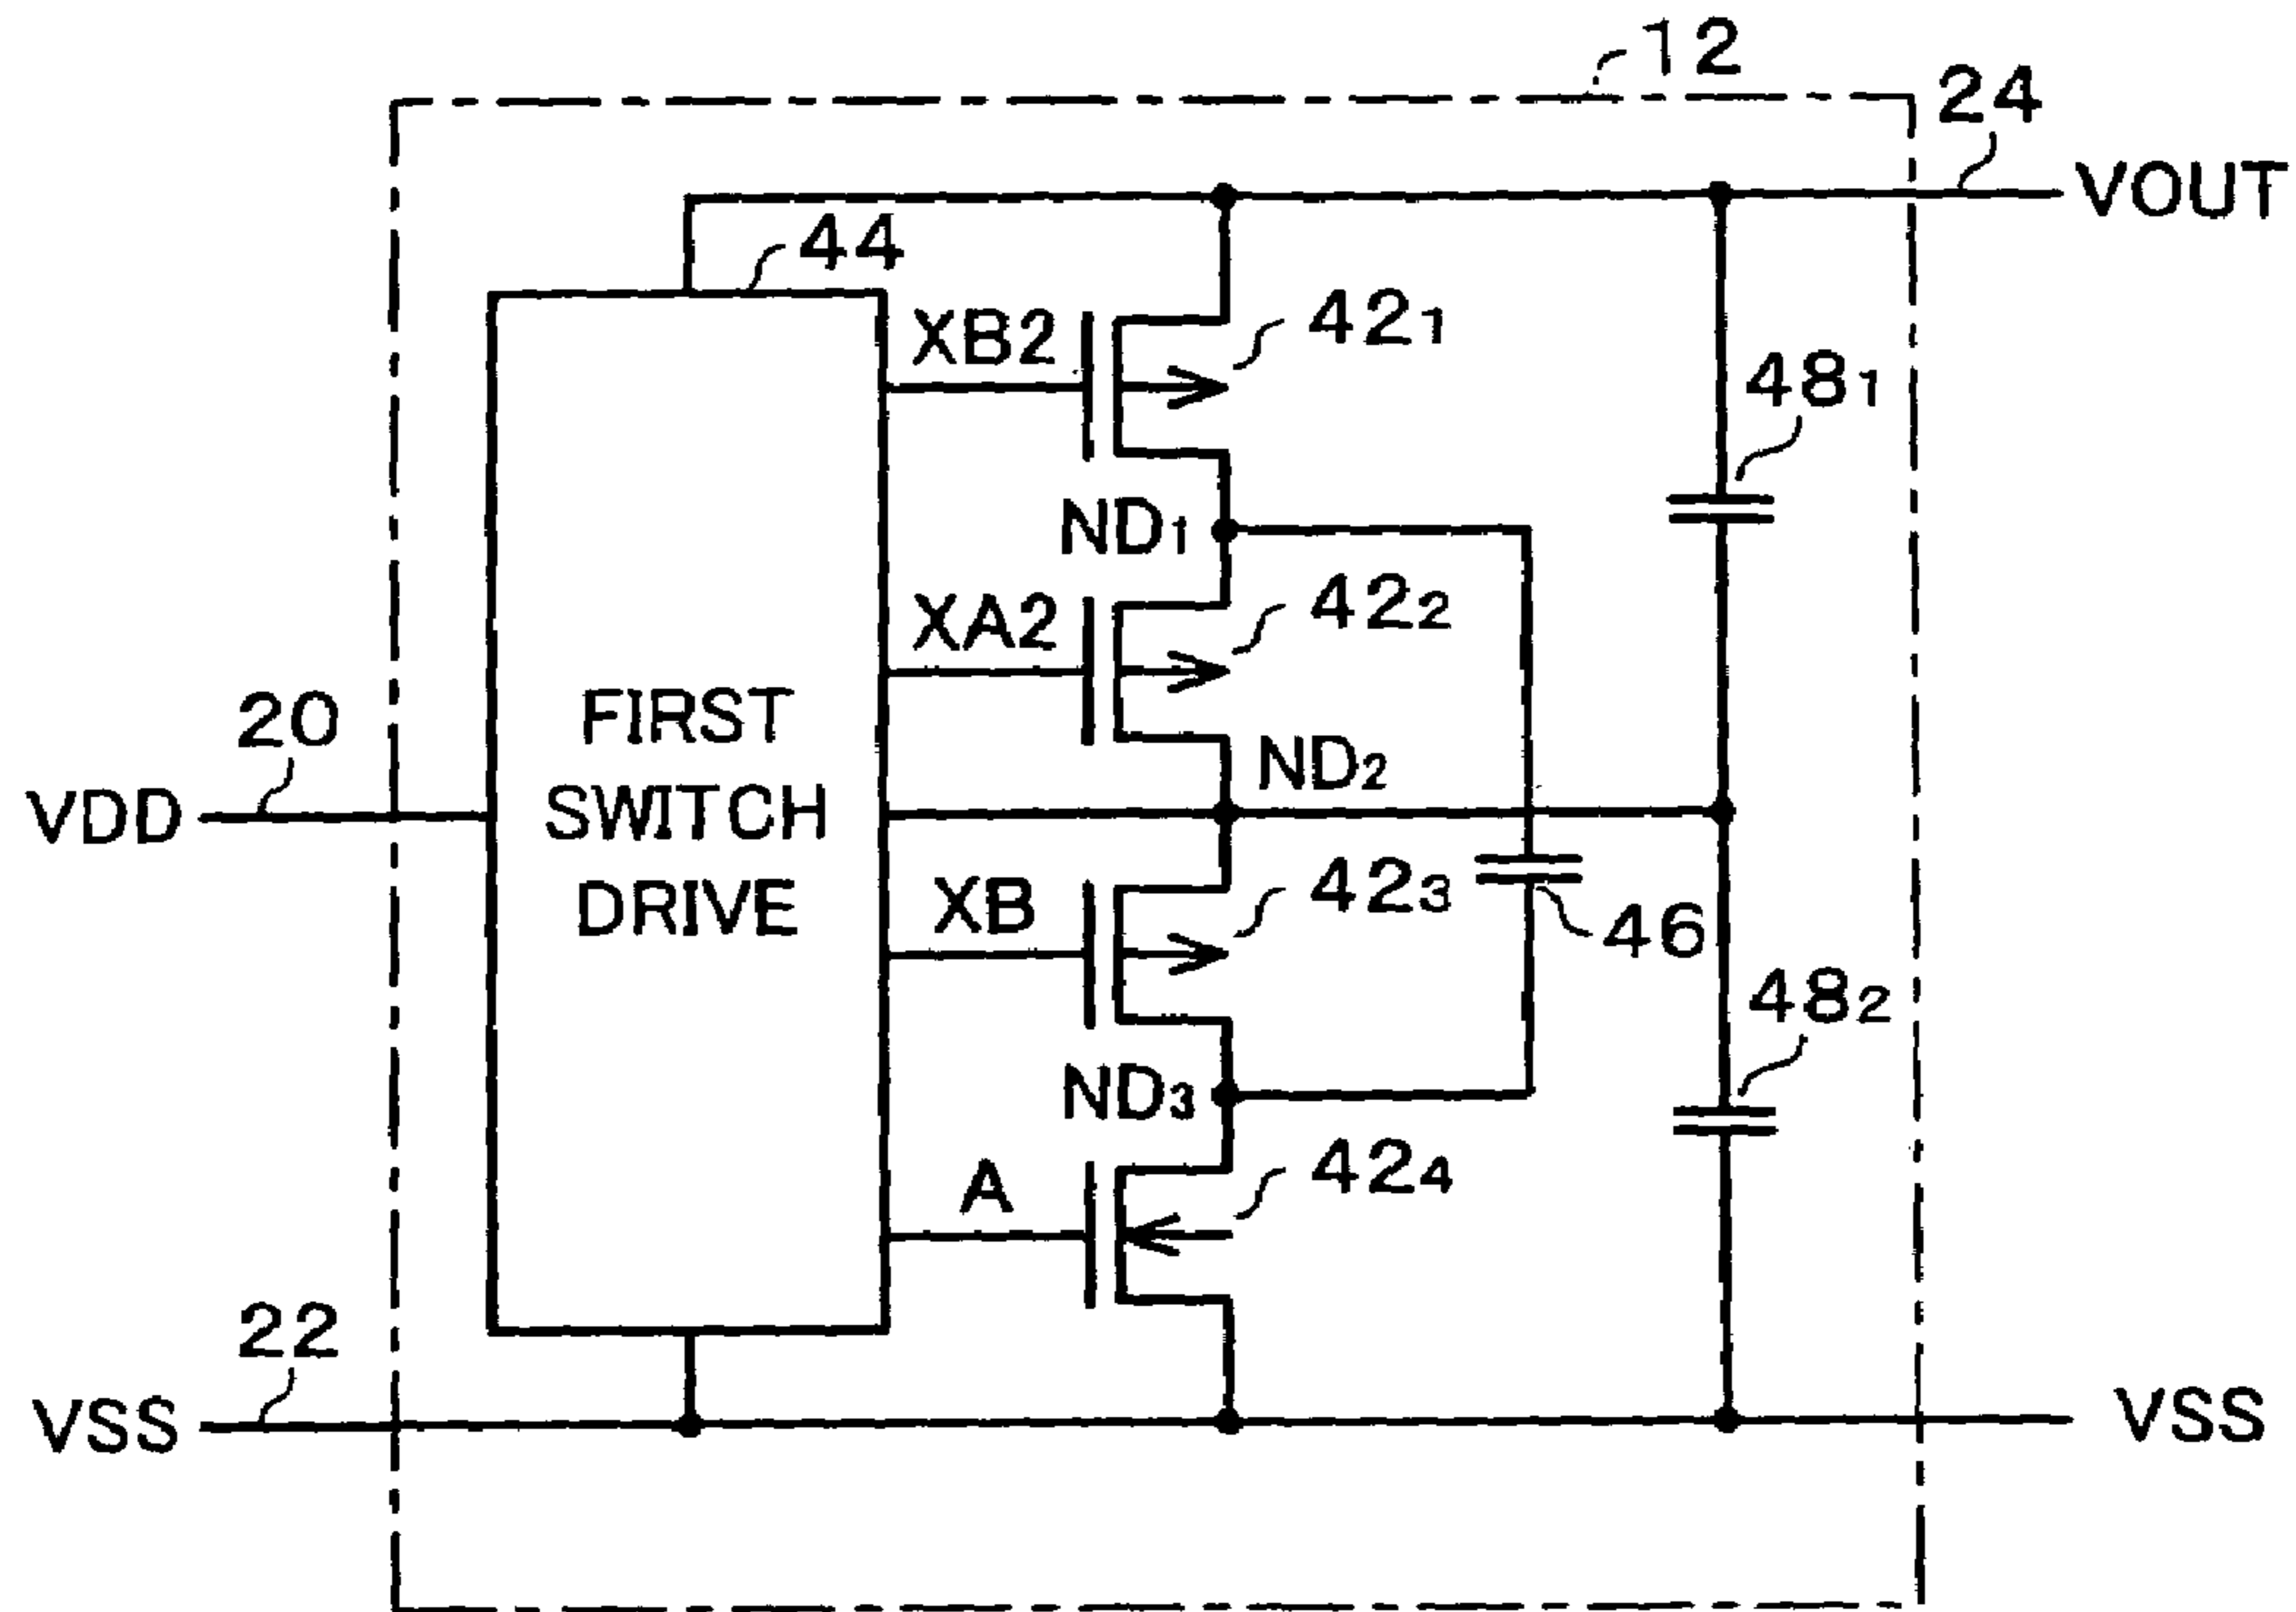 12
24
VOUT
44
XB2
42₁
48₁
ND₁
XA2
42₂
20
VDD
FIRST
SWITCH
DRIVE
ND₂
XB
42₃
46
48₂
ND₃
A
42₄
22
VSS
VSS